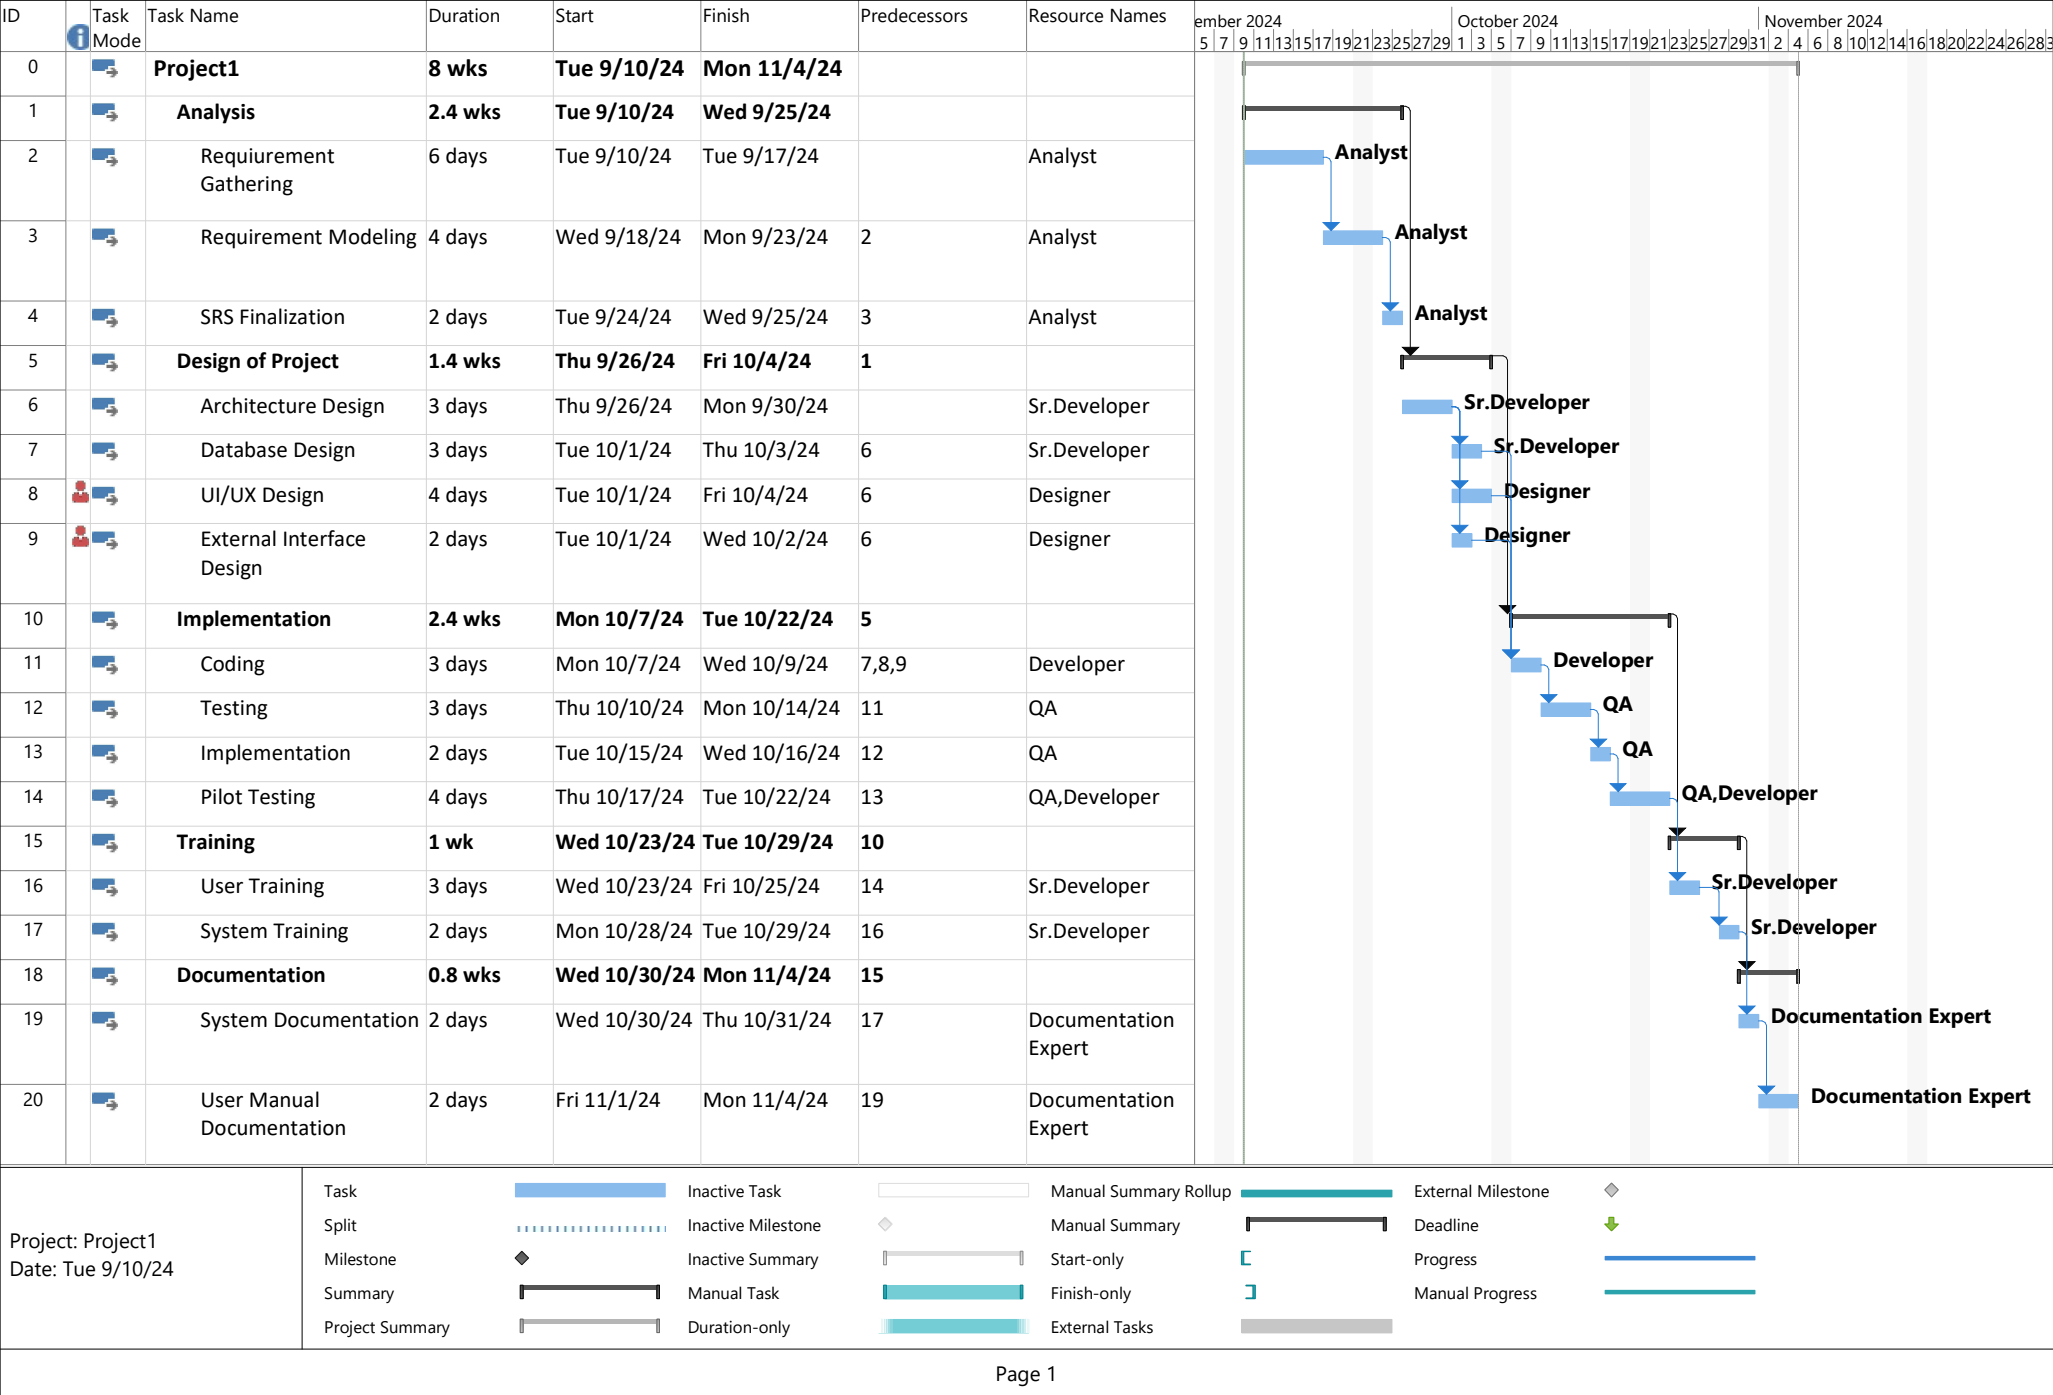 ID Task Mode Task Name Duration Start Finish Predecessors Resource Names
ember 2024 October 2024 November 2024
5 7 9 11 13 15 17 19 21 23 25 27 29 1 3 5 7 9 11 13 15 17 19 21 23 25 27 29 31 2 4 6 8 10 12 14 16 18 20 22 24 26 28
0 Project1 8 wks Tue 9/10/24 Mon 11/4/24
1 Analysis 2.4 wks Tue 9/10/24 Wed 9/25/24
2 Requiurement Gathering 6 days Tue 9/10/24 Tue 9/17/24 Analyst Analyst
3 Requirement Modeling 4 days Wed 9/18/24 Mon 9/23/24 2 Analyst Analyst
4 SRS Finalization 2 days Tue 9/24/24 Wed 9/25/24 3 Analyst Analyst
5 Design of Project 1.4 wks Thu 9/26/24 Fri 10/4/24 1
6 Architecture Design 3 days Thu 9/26/24 Mon 9/30/24 Sr.Developer Sr.Developer
7 Database Design 3 days Tue 10/1/24 Thu 10/3/24 6 Sr.Developer Sr.Developer
8 UI/UX Design 4 days Tue 10/1/24 Fri 10/4/24 6 Designer Designer
9 External Interface Design 2 days Tue 10/1/24 Wed 10/2/24 6 Designer Designer
10 Implementation 2.4 wks Mon 10/7/24 Tue 10/22/24 5
11 Coding 3 days Mon 10/7/24 Wed 10/9/24 7,8,9 Developer Developer
12 Testing 3 days Thu 10/10/24 Mon 10/14/24 11 QA QA
13 Implementation 2 days Tue 10/15/24 Wed 10/16/24 12 QA QA
14 Pilot Testing 4 days Thu 10/17/24 Tue 10/22/24 13 QA,Developer QA,Developer
15 Training 1 wk Wed 10/23/24 Tue 10/29/24 10
16 User Training 3 days Wed 10/23/24 Fri 10/25/24 14 Sr.Developer Sr.Developer
17 System Training 2 days Mon 10/28/24 Tue 10/29/24 16 Sr.Developer Sr.Developer
18 Documentation 0.8 wks Wed 10/30/24 Mon 11/4/24 15
19 System Documentation 2 days Wed 10/30/24 Thu 10/31/24 17 Documentation Expert Documentation Expert
20 User Manual Documentation 2 days Fri 11/1/24 Mon 11/4/24 19 Documentation Expert Documentation Expert
Project: Project1
Date: Tue 9/10/24
Task
Split
Milestone
Summary
Project Summary
Inactive Task
Inactive Milestone
Inactive Summary
Manual Task
Duration-only
Manual Summary Rollup
Manual Summary
Start-only
Finish-only
External Tasks
External Milestone
Deadline
Progress
Manual Progress
Page 1